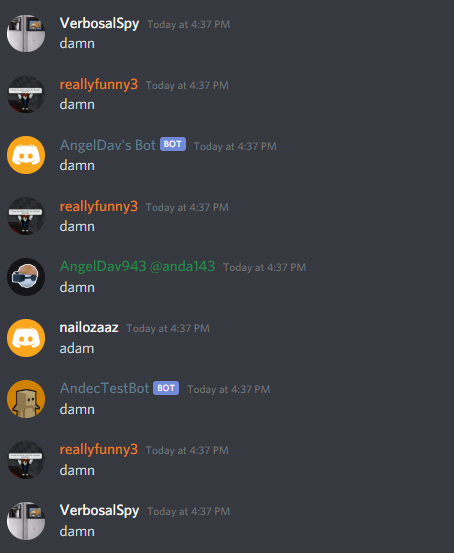 VerbosalSpy Today at 4:37 PM
damn
reallyfunny3 Today at 4:37 PM
damn
AngelDav's Bot BOT Today at 4:37 PM
damn
reallyfunny3 Today at 4:37 PM
damn
AngelDav943 @anda143 Today at 4:37 PM
damn
nailozaaz Today at 4:37 PM
adam
AndecTestBot BOT Today at 4:37 PM
damn
reallyfunny3 Today at 4:37 PM
damn
VerbosalSpy Today at 4:37 PM
damn